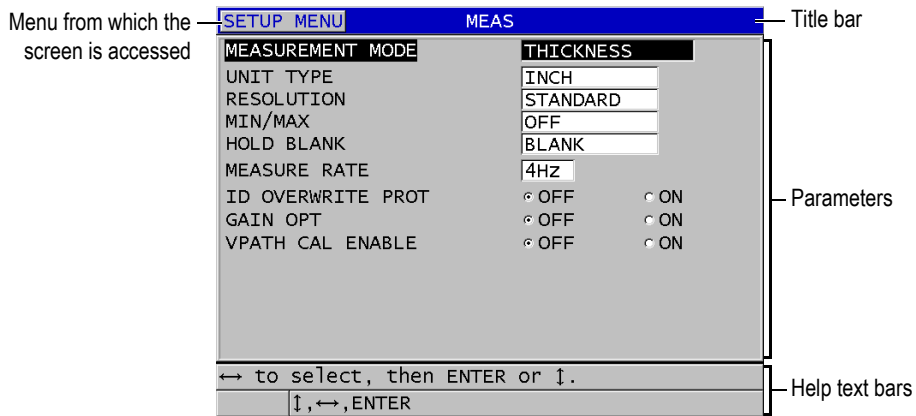 Menu from which the
screen is accessed
SETUP MENU MEAS
Title bar
MEASUREMENT MODE THICKNESS
UNIT TYPE INCH
RESOLUTION STANDARD
MIN/MAX OFF
HOLD BLANK BLANK
MEASURE RATE 4Hz
ID OVERWRITE PROT OFF ON
GAIN OPT OFF ON
VPATH CAL ENABLE OFF ON
Parameters
↔ to select, then ENTER or ↕.
↕,↔,ENTER
Help text bars